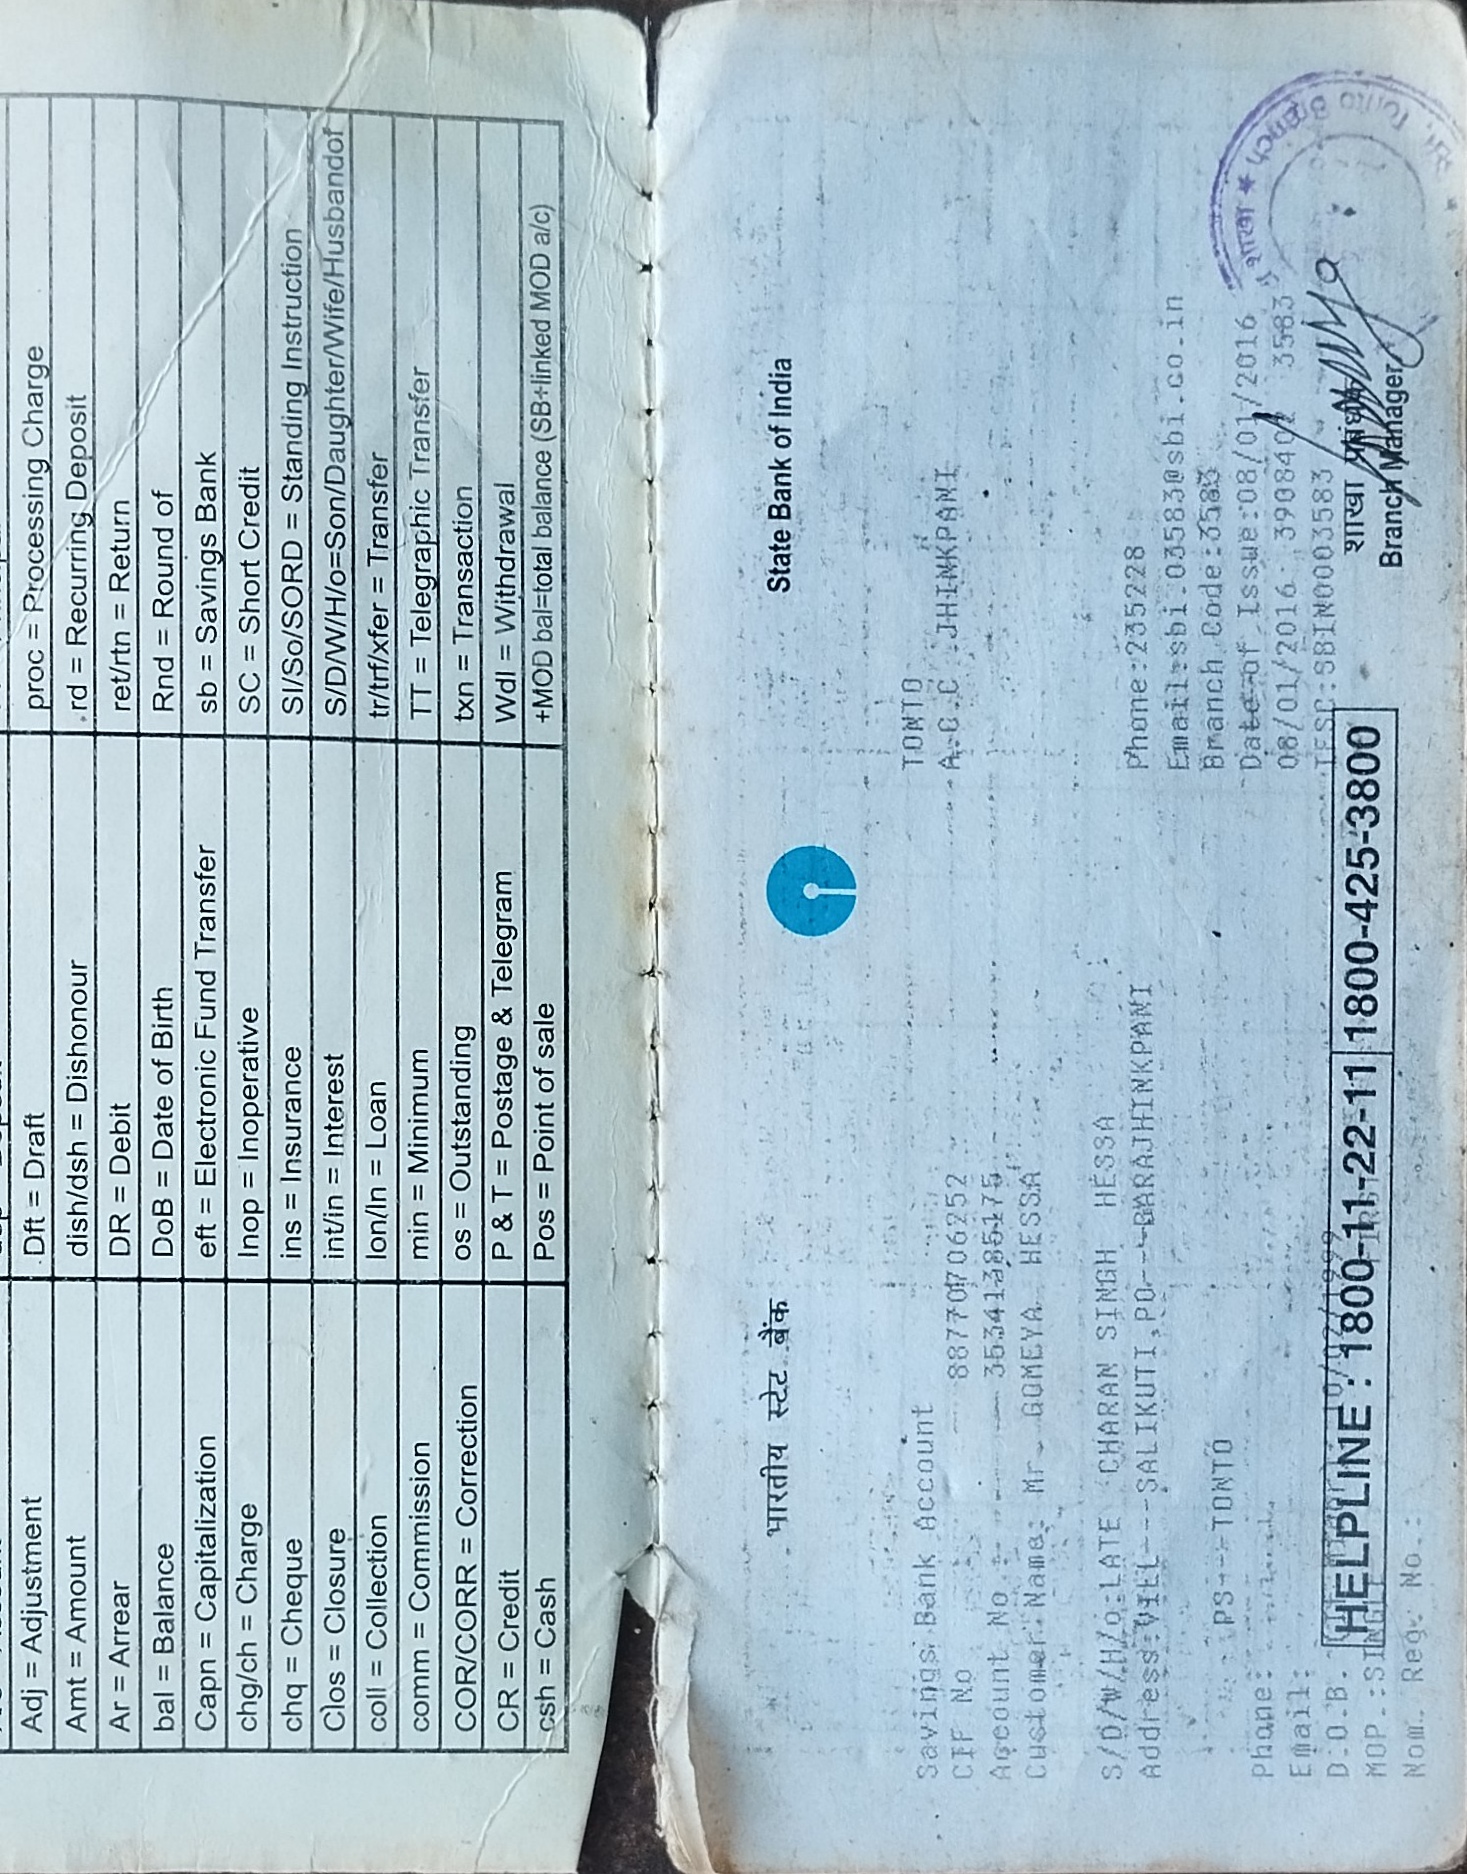 proc = Processing Charge
Dft = Draft
Adj = Adjustment
rd = Recurring Deposit
dish/dsh = Dishonour
Amt = Amount
ret/rtn = Return
DR = Debit
Ar = Arrear
Rnd = Round of
DoB = Date of Birth
bal = Balance
sb = Savings Bank
eft = Electronic Fund Transfer
Capn = Capitalization
SC = Short Credit
Inop = Inoperative
chg/ch = Charge
SI/So/SORD = Standing Instruction
ins = Insurance
chq = Cheque
S/D/W/H/o=Son/Daughter/Wife/Husbandof
int/in = Interest
Clos = Closure
tr/trf/xfer = Transfer
lon/ln = Loan
coll = Collection
TT = Telegraphic Transfer
min = Minimum
comm = Commission
txn = Transaction
os = Outstanding
COR/CORR = Correction
Wdl = Withdrawal
P & T = Postage & Telegram
CR = Credit
+MOD bal=total balance (SB+linked MOD a/c)
Pos = Point of sale
csh = Cash
भारतीय स्टेट बैंक
State Bank of India
TONTO
Savings Bank Account
A.C.C JHINKPANI
CIF No 88770706252
Account No 35341385175
Customer Name: Mr. GOMEYA HESSA
S/D/W/H/o:LATE CHARAN SINGH HESSA
Phone:235228
Address:VILL--SALIKUTI,PO--BARAJHINKPANI
Email:sbi.03583@sbi.co.in
Branch Code:3583
PS--TONTO
Date of Issue:08/01/2016
Phone:
08/01/2016 3908402 3583
Email:
IFSC:SBIN0003583
D.O.B.
HELPLINE : 1800-11-22-11 1800-425-3800
शाखा प्रबंधक
MOP.:SINGLE
Branch Manager
Nom. Reg. No.:
शाखा * Branch